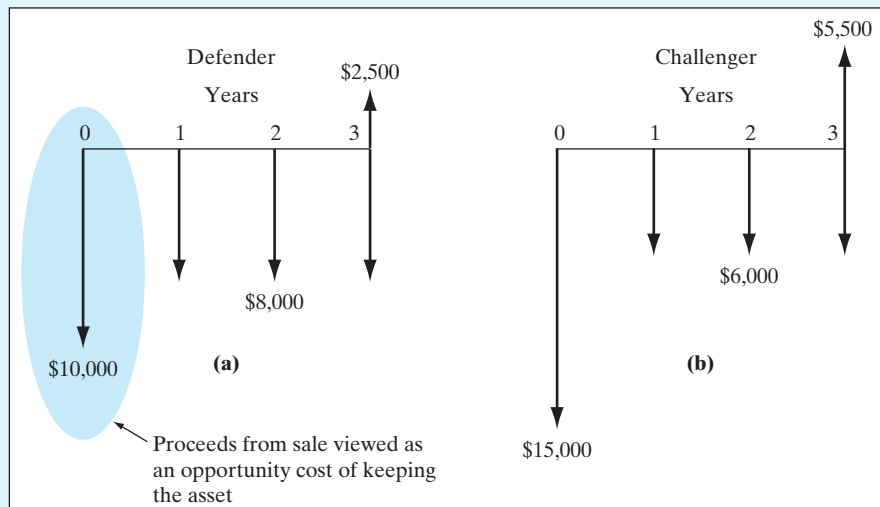 Defender
Years
$2,500
0 1 2 3
$8,000
$10,000
(a)
Proceeds from sale viewed as
an opportunity cost of keeping
the asset
$5,500
Challenger
Years
0 1 2 3
$6,000
(b)
$15,000